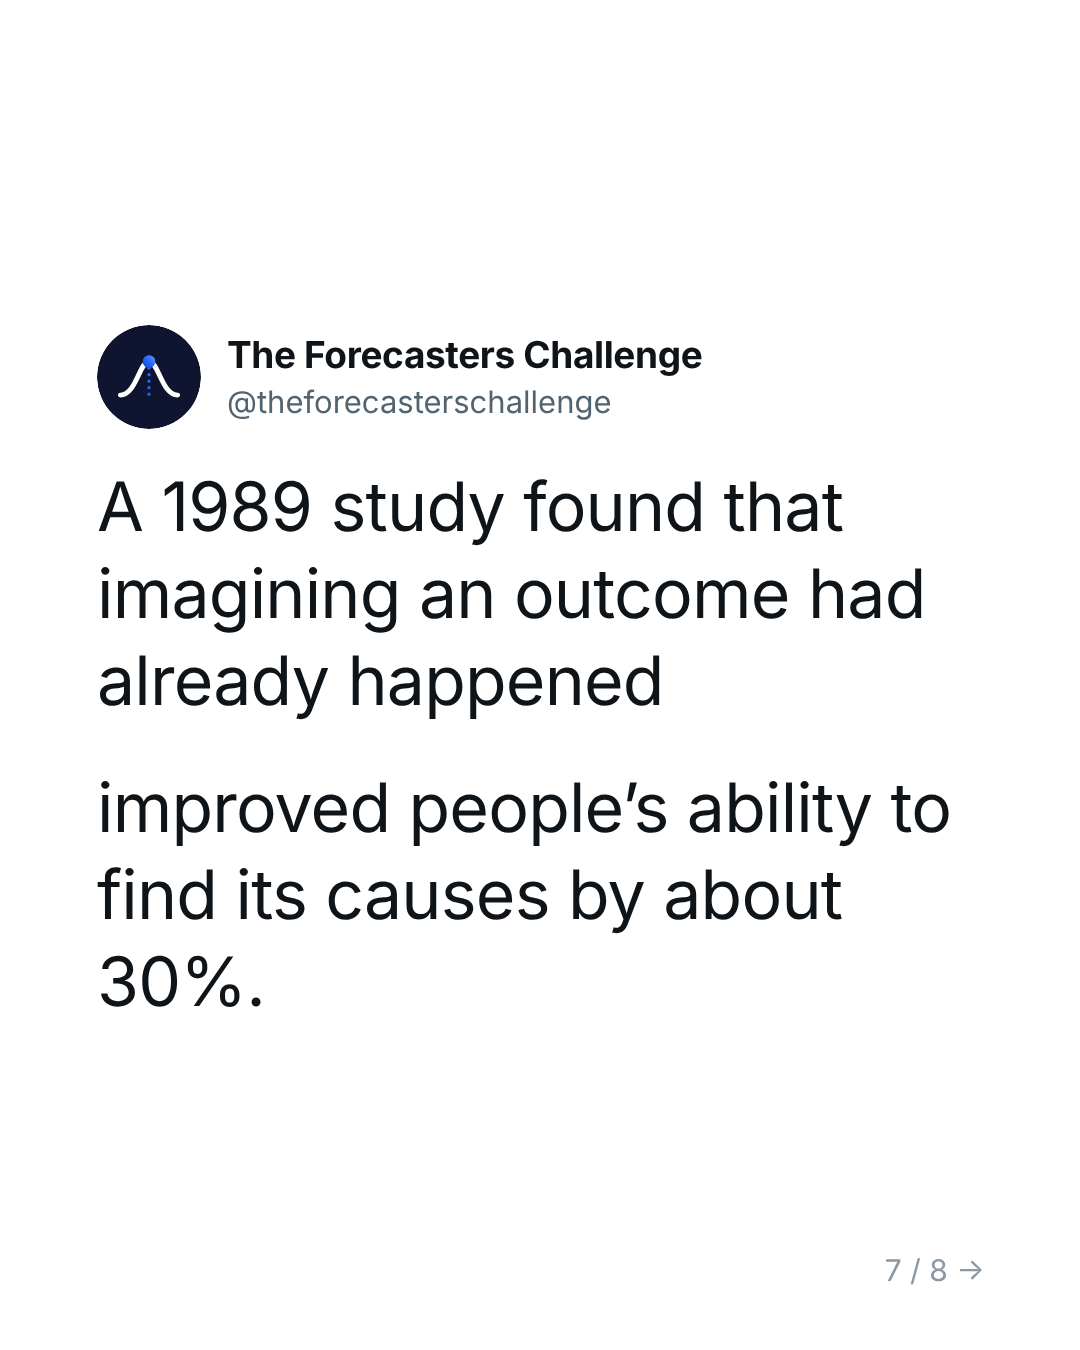 The Forecasters Challenge
@theforecasterschallenge
A 1989 study found that
imagining an outcome had
already happened
improved people’s ability to
find its causes by about
30%.
7 / 8 →